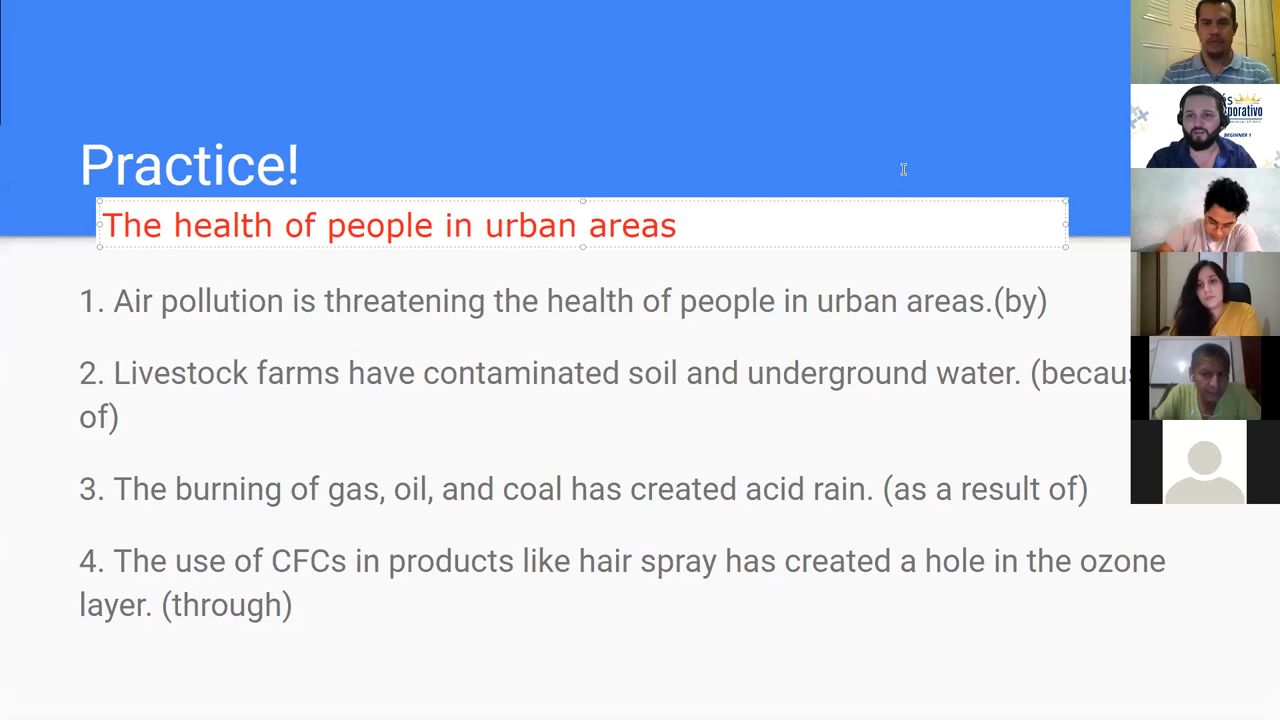 Practice!
The health of people in urban areas
1. Air pollution is threatening the health of people in urban areas.(by)
2. Livestock farms have contaminated soil and underground water. (becau
of)
3. The burning of gas, oil, and coal has created acid rain. (as a result of)
4. The use of CFCs in products like hair spray has created a hole in the ozone
layer. (through)
BEGINNER 1